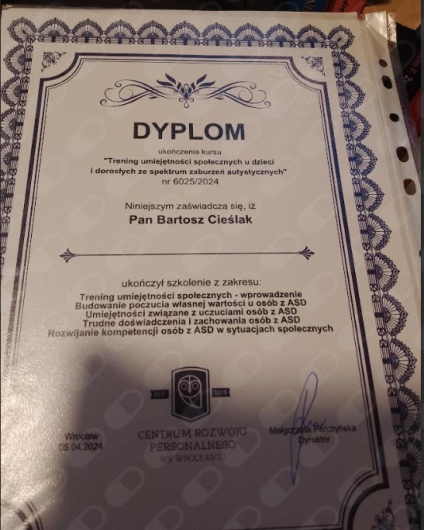 DYPLOM
ukończenia kursu
"Trening umiejętności społecznych u dzieci
i dorosłych ze spektrum zaburzeń autystycznych"
nr 6025/2024
Niniejszym zaświadcza się, iż
Pan Bartosz Cieślak
ukończył szkolenie z zakresu:
Trening umiejętności społecznych - wprowadzenie
Budowanie poczucia własnej wartości u osób z ASD
Umiejętności związane z uczuciami osób z ASD
Trudne doświadczenia i zachowania osób z ASD
Rozwijanie kompetencji osób z ASD w sytuacjach społecznych
Wrocław
05.04.2024
CENTRUM ROZWOJU
PERSONALNEGO
WE WROCŁAWIU
Małgorzata
Dyrektor